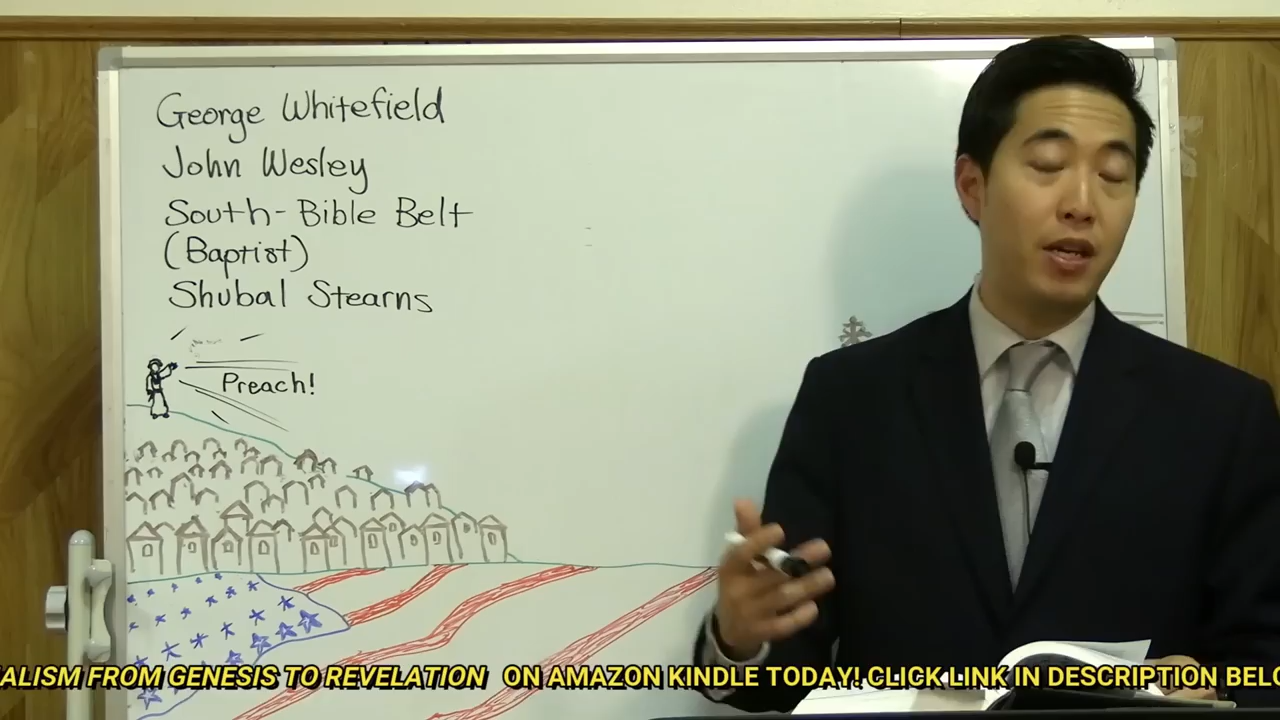 George Whitefield
John Wesley
South-Bible Belt
(Baptist)
Shubal Stearns
Preach!
ALISM FROM GENESIS TO REVELATION ON AMAZON KINDLE TODAY! CLICK LINK IN DESCRIPTION BELO